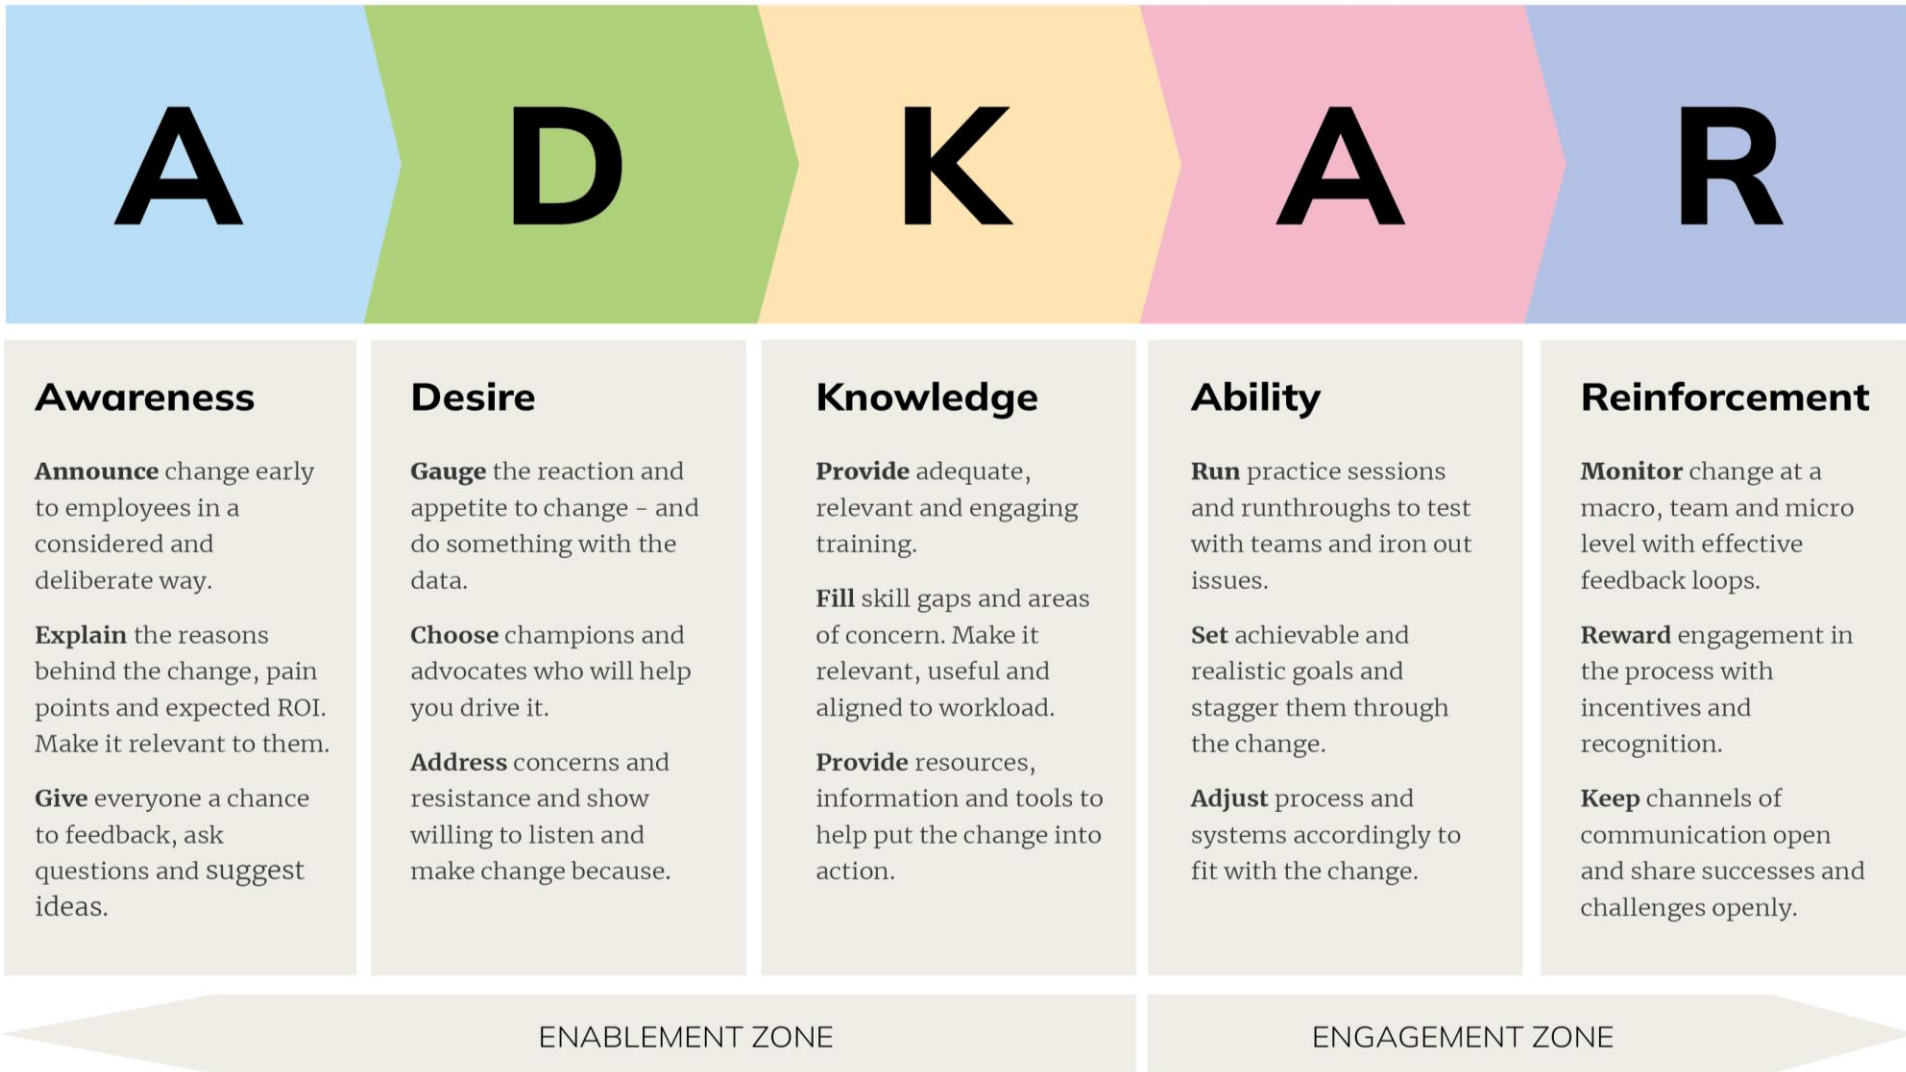 A
D
K
A
R
Awareness
Announce change early
to employees in a
considered and
deliberate way.
Explain the reasons
behind the change, pain
points and expected ROI.
Make it relevant to them.
Give everyone a chance
to feedback, ask
questions and suggest
ideas.
Desire
Gauge the reaction and
appetite to change - and
do something with the
data.
Choose champions and
advocates who will help
you drive it.
Address concerns and
resistance and show
willing to listen and
make change because.
Knowledge
Provide adequate,
relevant and engaging
training.
Fill skill gaps and areas
of concern. Make it
relevant, useful and
aligned to workload.
Provide resources,
information and tools to
help put the change into
action.
Ability
Run practice sessions
and runthroughs to test
with teams and iron out
issues.
Set achievable and
realistic goals and
stagger them through
the change.
Adjust process and
systems accordingly to
fit with the change.
Reinforcement
Monitor change at a
macro, team and micro
level with effective
feedback loops.
Reward engagement in
the process with
incentives and
recognition.
Keep channels of
communication open
and share successes and
challenges openly.
ENABLEMENT ZONE
ENGAGEMENT ZONE